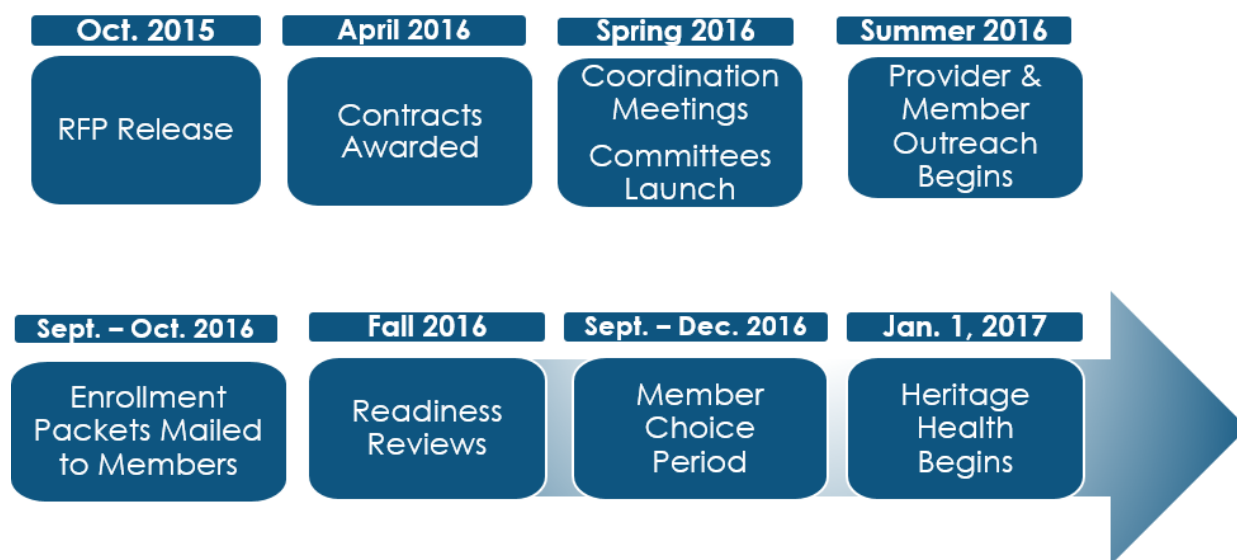 Oct. 2015
RFP Release
April 2016
Contracts
Awarded
Spring 2016
Coordination
Meetings
Committees
Launch
Summer 2016
Provider &
Member
Outreach
Begins
Sept. – Oct. 2016
Enrollment
Packets Mailed
to Members
Fall 2016
Readiness
Reviews
Sept. – Dec. 2016
Member
Choice
Period
Jan. 1, 2017
Heritage
Health
Begins